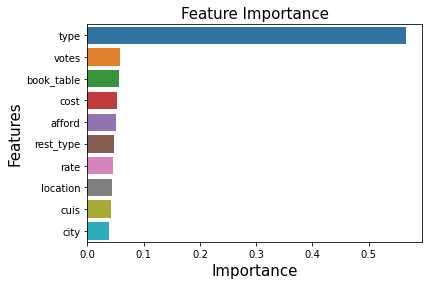 Feature Importance
type
votes
book_table
cost
afford
rest_type
rate
location
cuis
city
Features
0.0 0.1 0.2 0.3 0.4 0.5
Importance